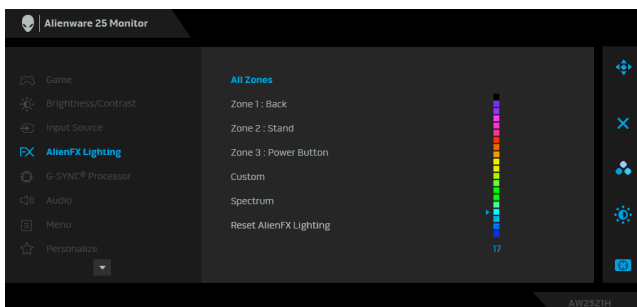 Alienware 25 Monitor
Game
Brightness/Contrast
Input Source
FX AlienFX Lighting
G-SYNC® Processor
Audio
Menu
Personalize
All Zones
Zone 1 : Back
Zone 2 : Stand
Zone 3 : Power Button
Custom
Spectrum
Reset AlienFX Lighting
17
AW2521H